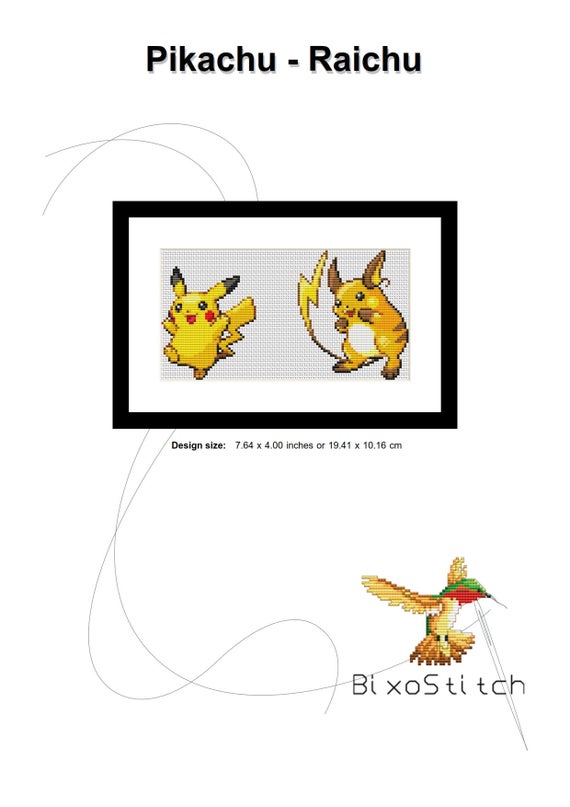 Pikachu - Raichu
Design size: 7.64 x 4.00 inches or 19.41 x 10.16 cm
BixoStitch